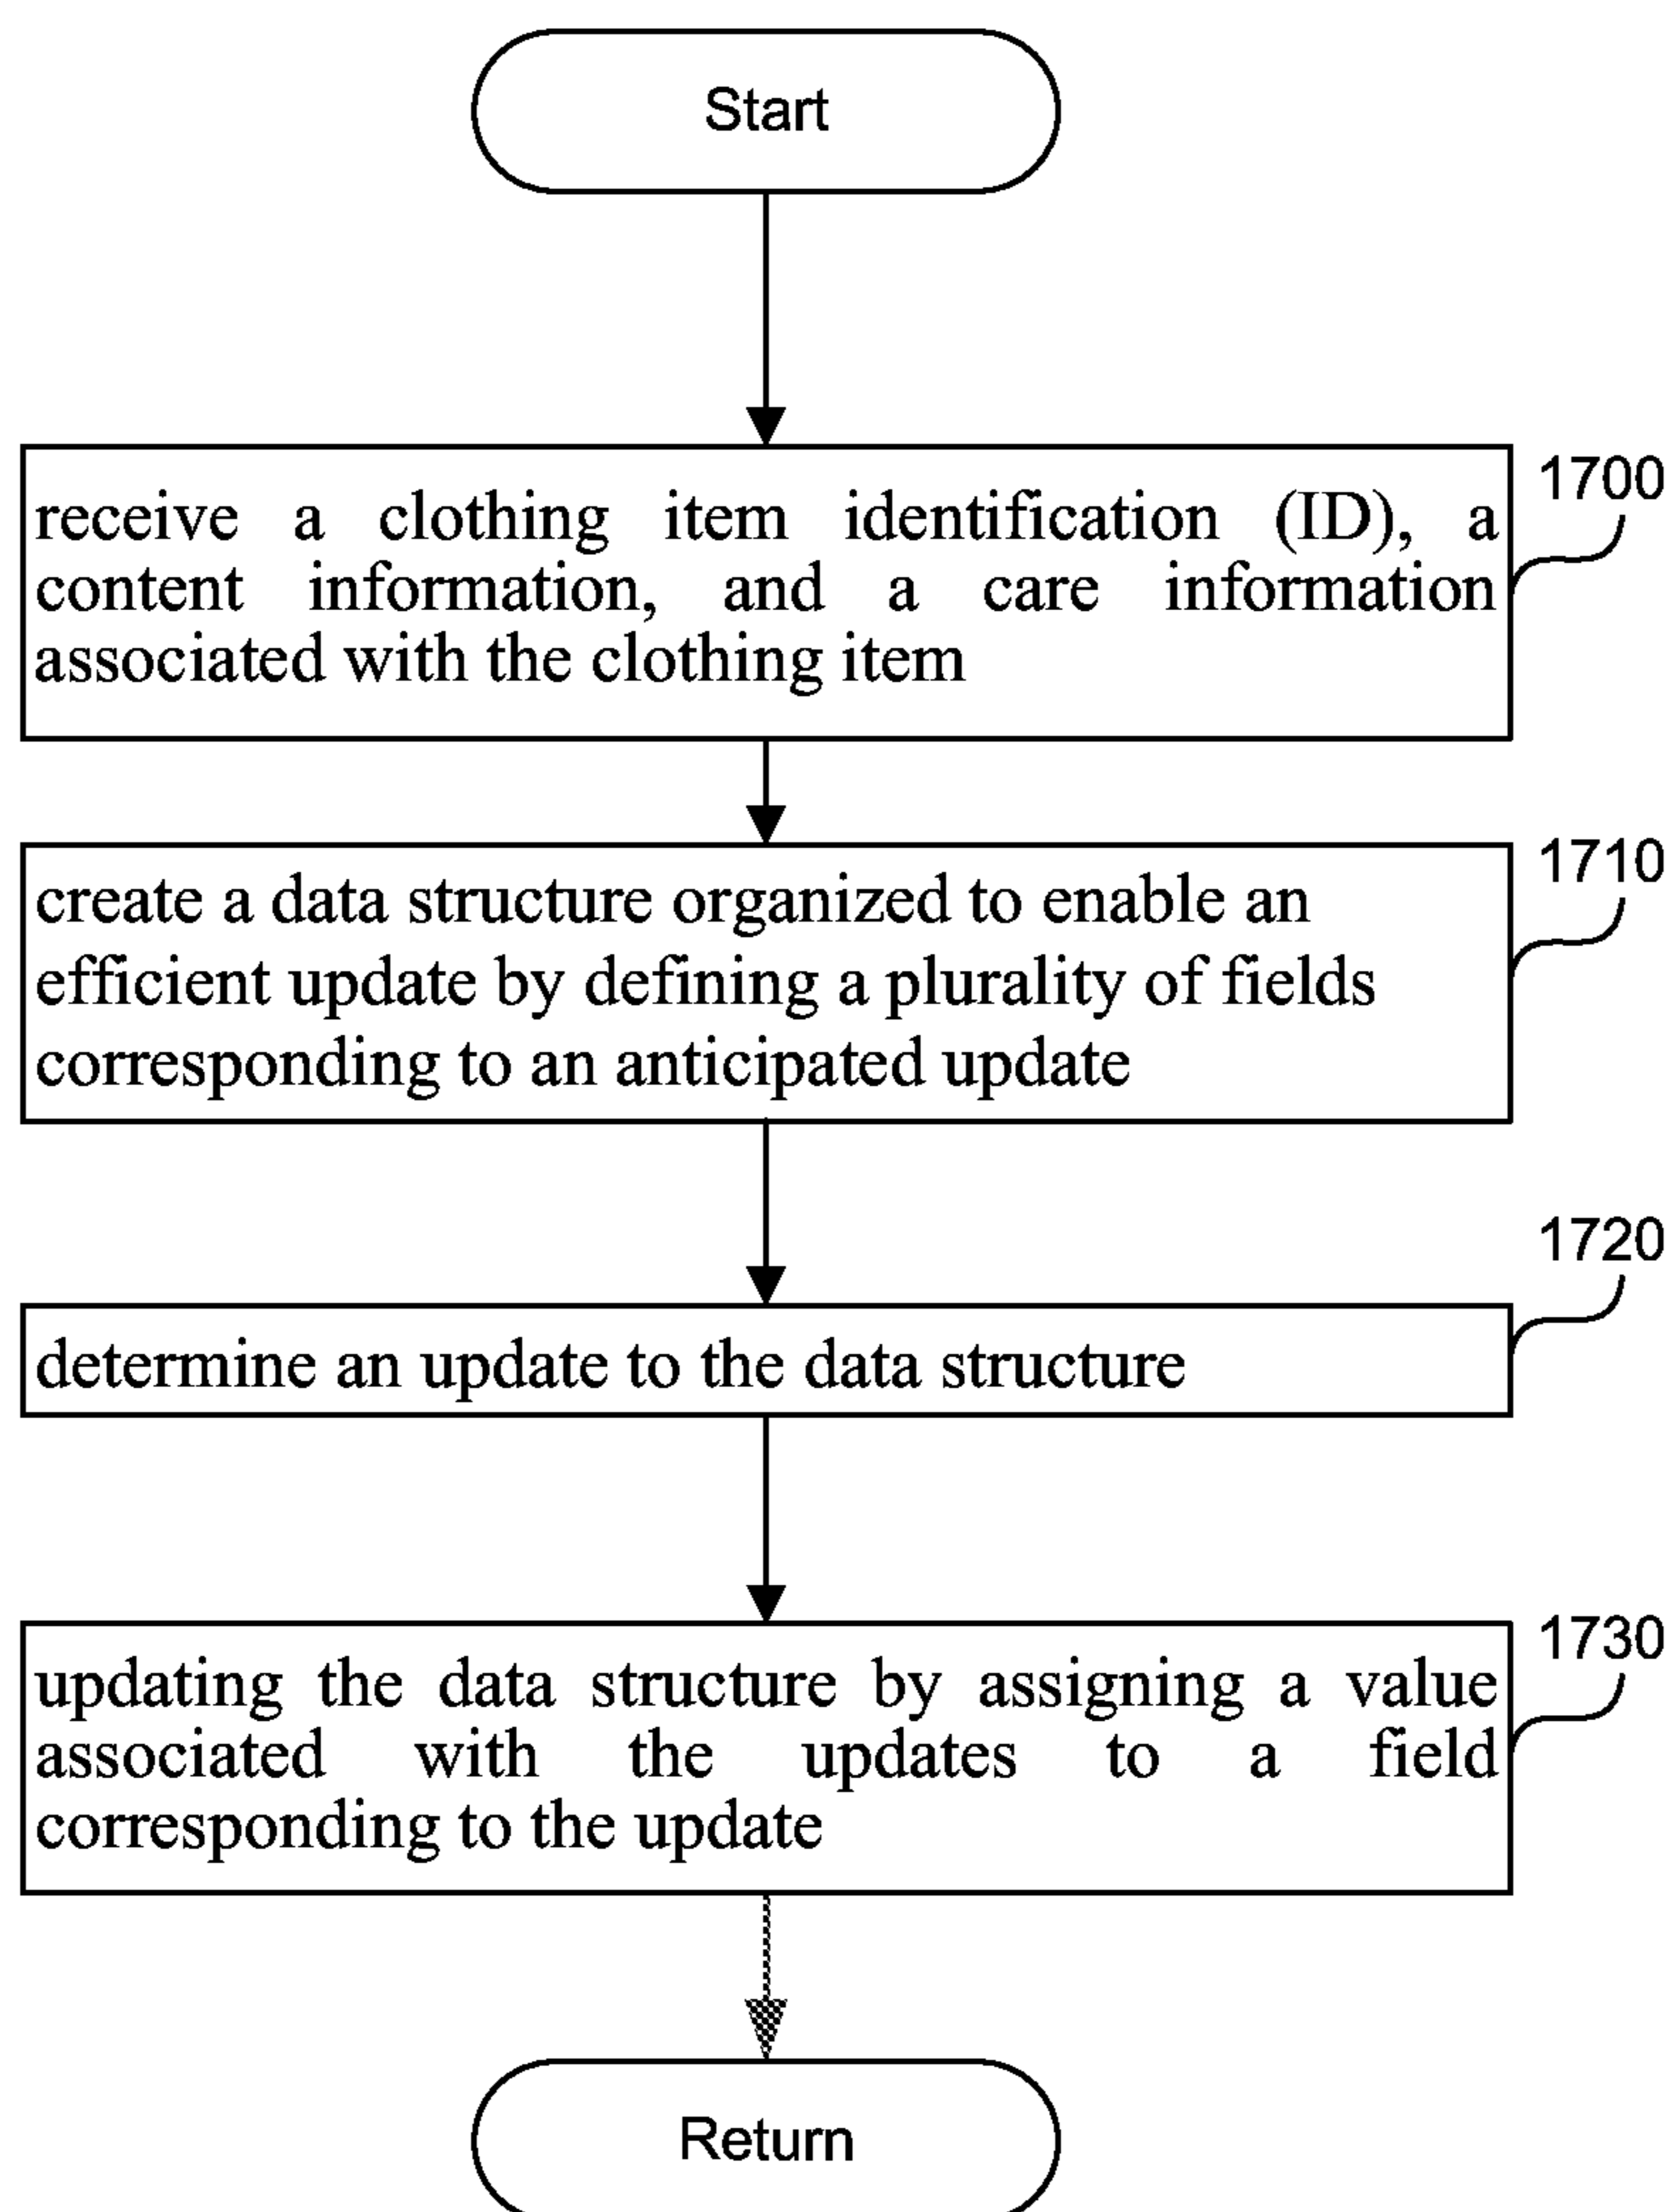 Start
1700
receive a clothing item identification (ID), a
content information, and a care information
associated with the clothing item
1710
create a data structure organized to enable an
efficient update by defining a plurality of fields
corresponding to an anticipated update
1720
determine an update to the data structure
1730
updating the data structure by assigning a value
associated with the updates to a field
corresponding to the update
Return